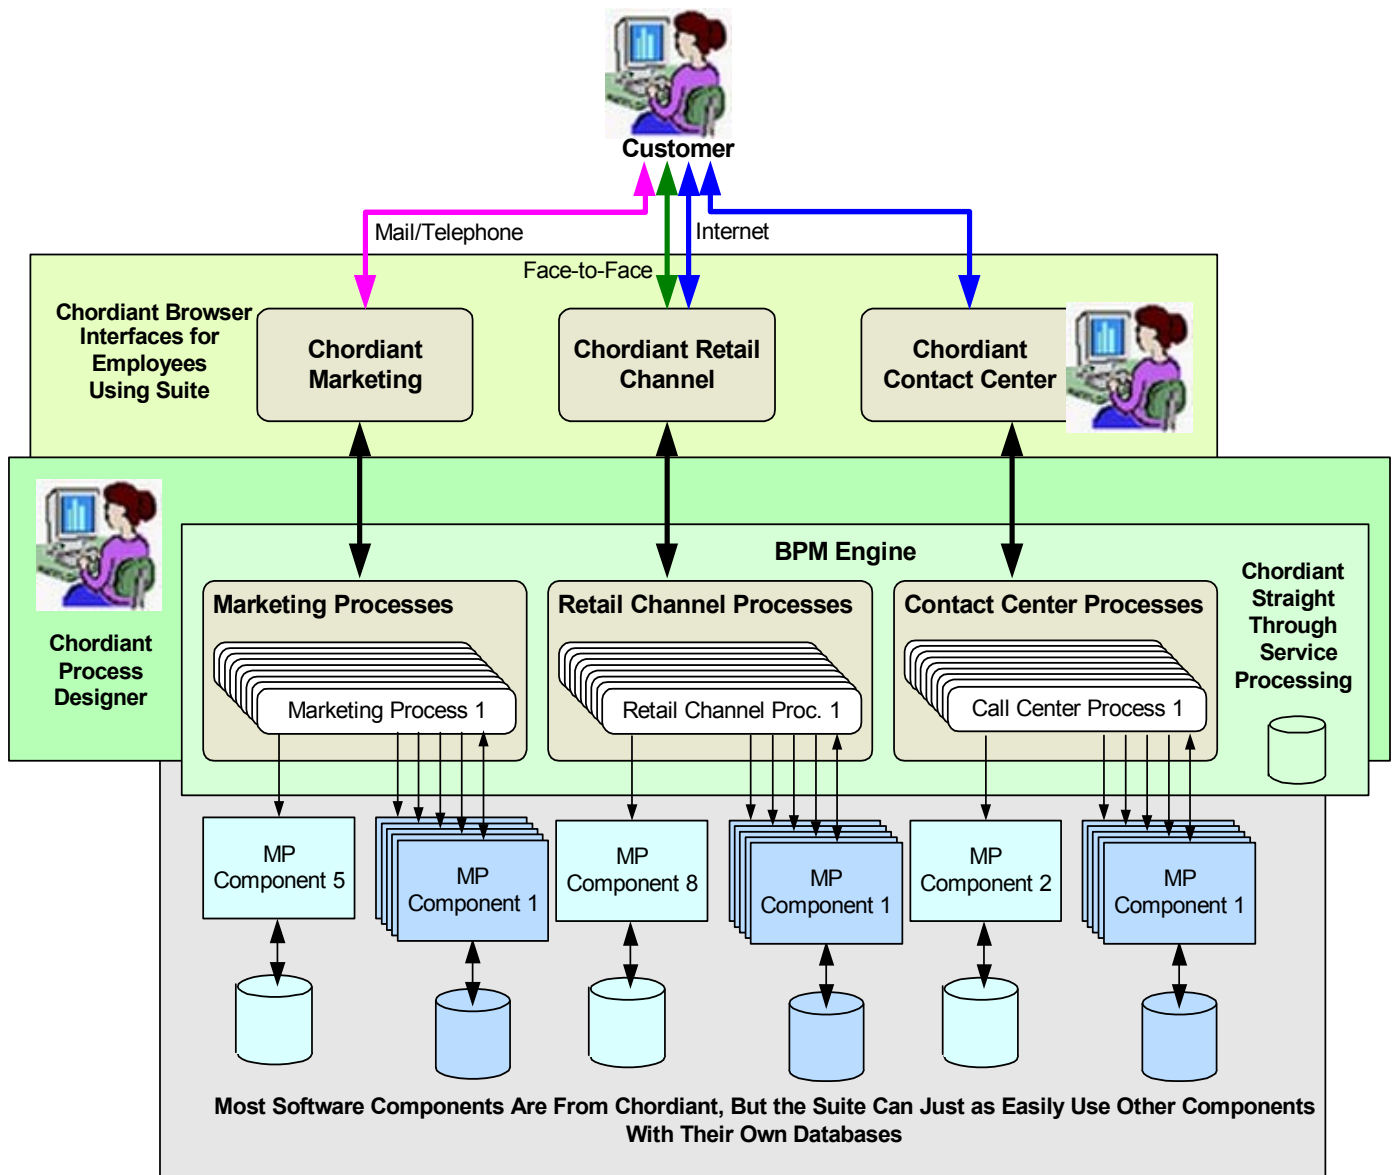 Customer
Mail/Telephone
Internet
Face-to-Face
Chordiant Browser
Interfaces for
Employees
Using Suite
Chordiant
Marketing
Chordiant Retail
Channel
Chordiant
Contact Center
BPM Engine
Chordiant
Process
Designer
Marketing Processes
Marketing Process 1
Retail Channel Processes
Retail Channel Proc. 1
Contact Center Processes
Call Center Process 1
Chordiant
Straight
Through
Service
Processing
MP
Component 5
MP
Component 1
MP
Component 8
MP
Component 1
MP
Component 2
MP
Component 1
Most Software Components Are From Chordiant, But the Suite Can Just as Easily Use Other Components
With Their Own Databases